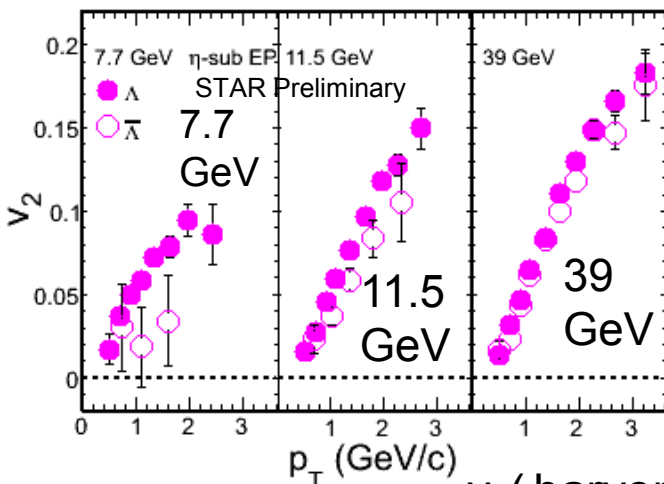 0.2
0.15
0.1
0.05
0
v2
7.7 GeV η-sub EP
STAR Preliminary
Λ
Λ̅
7.7
GeV
11.5 GeV
11.5
GeV
39 GeV
39
GeV
0 1 2 3 1 2 3 1 2 3
pT (GeV/c)